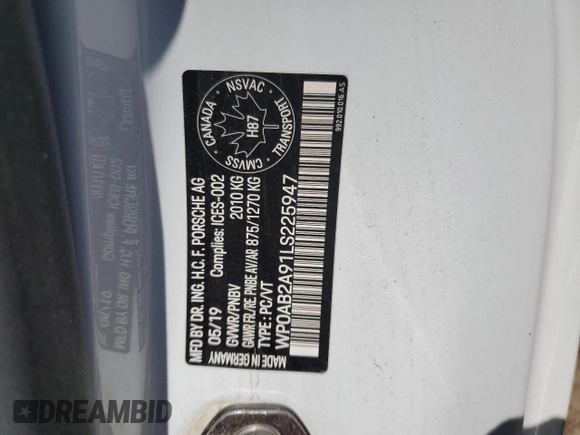 MFD BY DR. ING. H.C. F. PORSCHE AG
05/19 Complies: ICES-002
GVWR/PNBV 2010 KG
GAWR FR./RE PNBE AV/AR 875/1270 KG
TYPE: PC/VT
MADE IN GERMANY WP0AB2A91LS225947
CANADA
NSVAC
TRANSPORT
CMVSS
H87
992.010.016.AS
DREAMBID